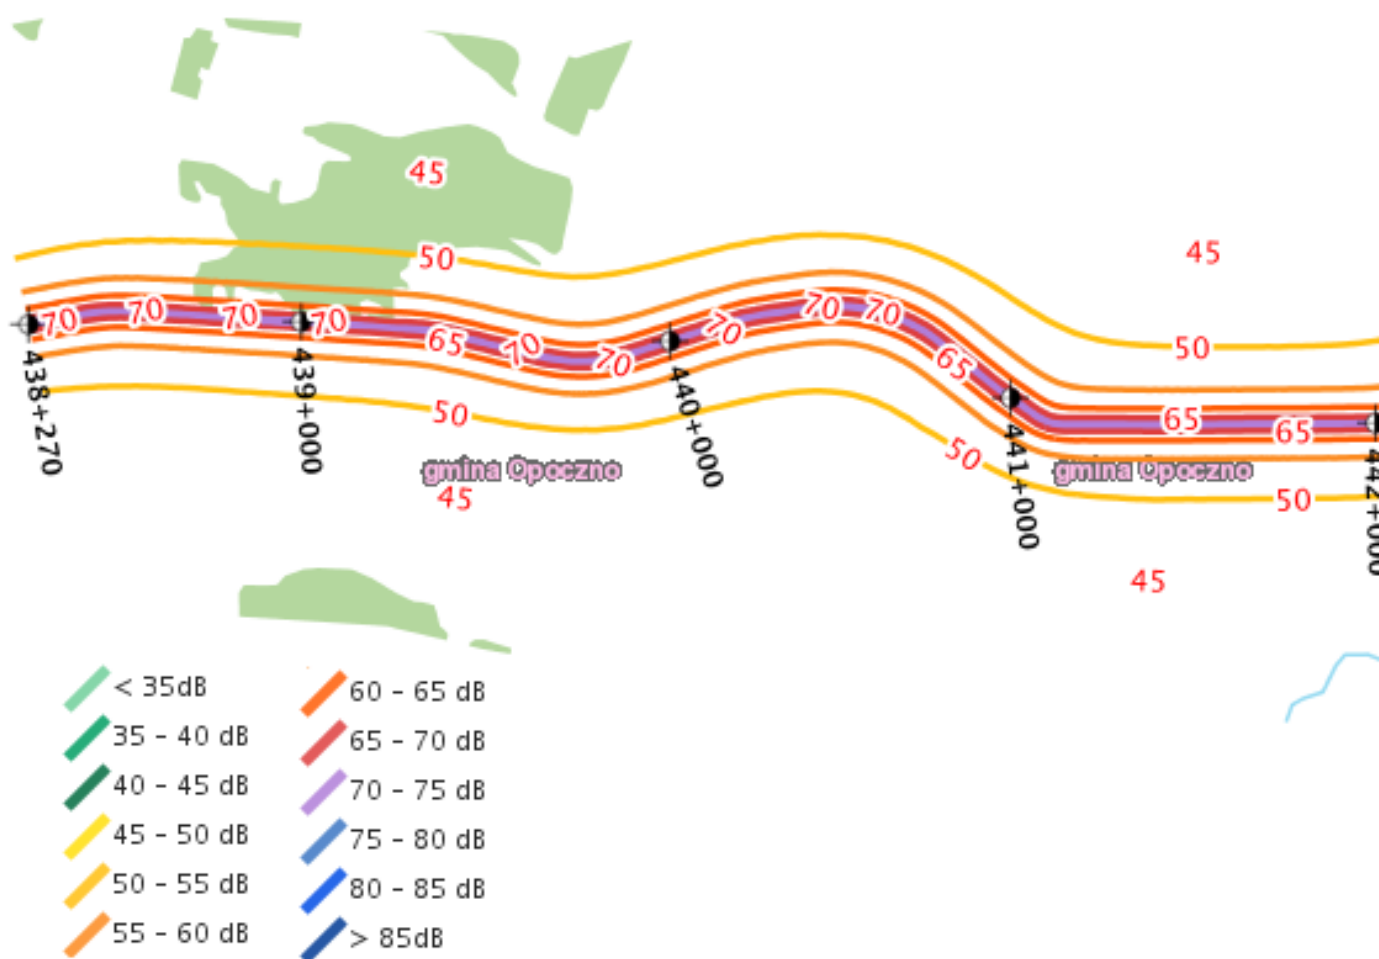 45
45
50
50
70
70
70
70
65
70
70
70
70
70
65
65
65
50
50
50
438+270
439+000
440+000
441+000
442+000
gmina Opoczno
gmina Opoczno
45
45
< 35dB
35 - 40 dB
40 - 45 dB
45 - 50 dB
50 - 55 dB
55 - 60 dB
60 - 65 dB
65 - 70 dB
70 - 75 dB
75 - 80 dB
80 - 85 dB
> 85dB